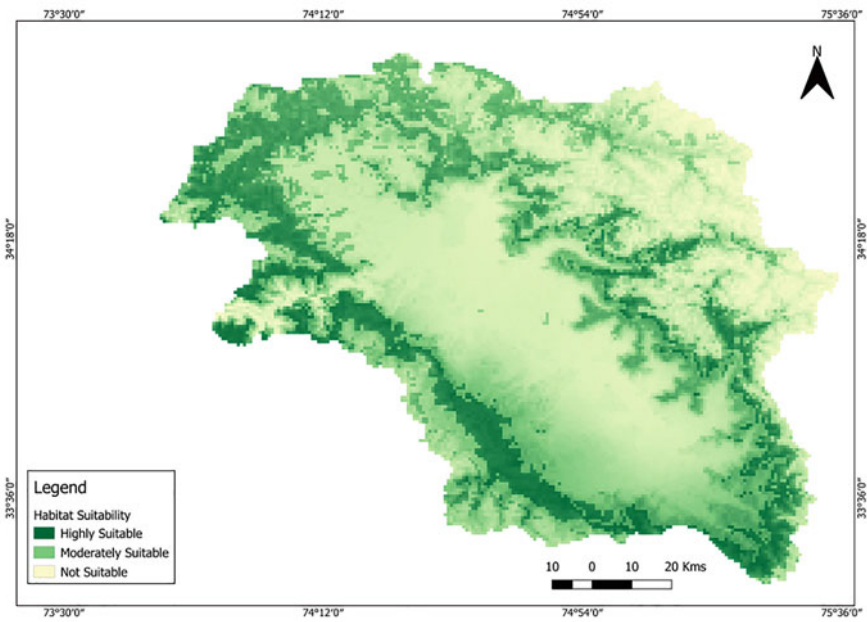 73°30'0" 74°12'0" 74°54'0" 75°36'0"
N
34°18'0" 34°18'0"
33°36'0" 33°36'0"
Legend
Habitat Suitability
Highly Suitable
Moderately Suitable
Not Suitable
10 0 10 20 Kms
73°30'0" 74°12'0" 74°54'0" 75°36'0"